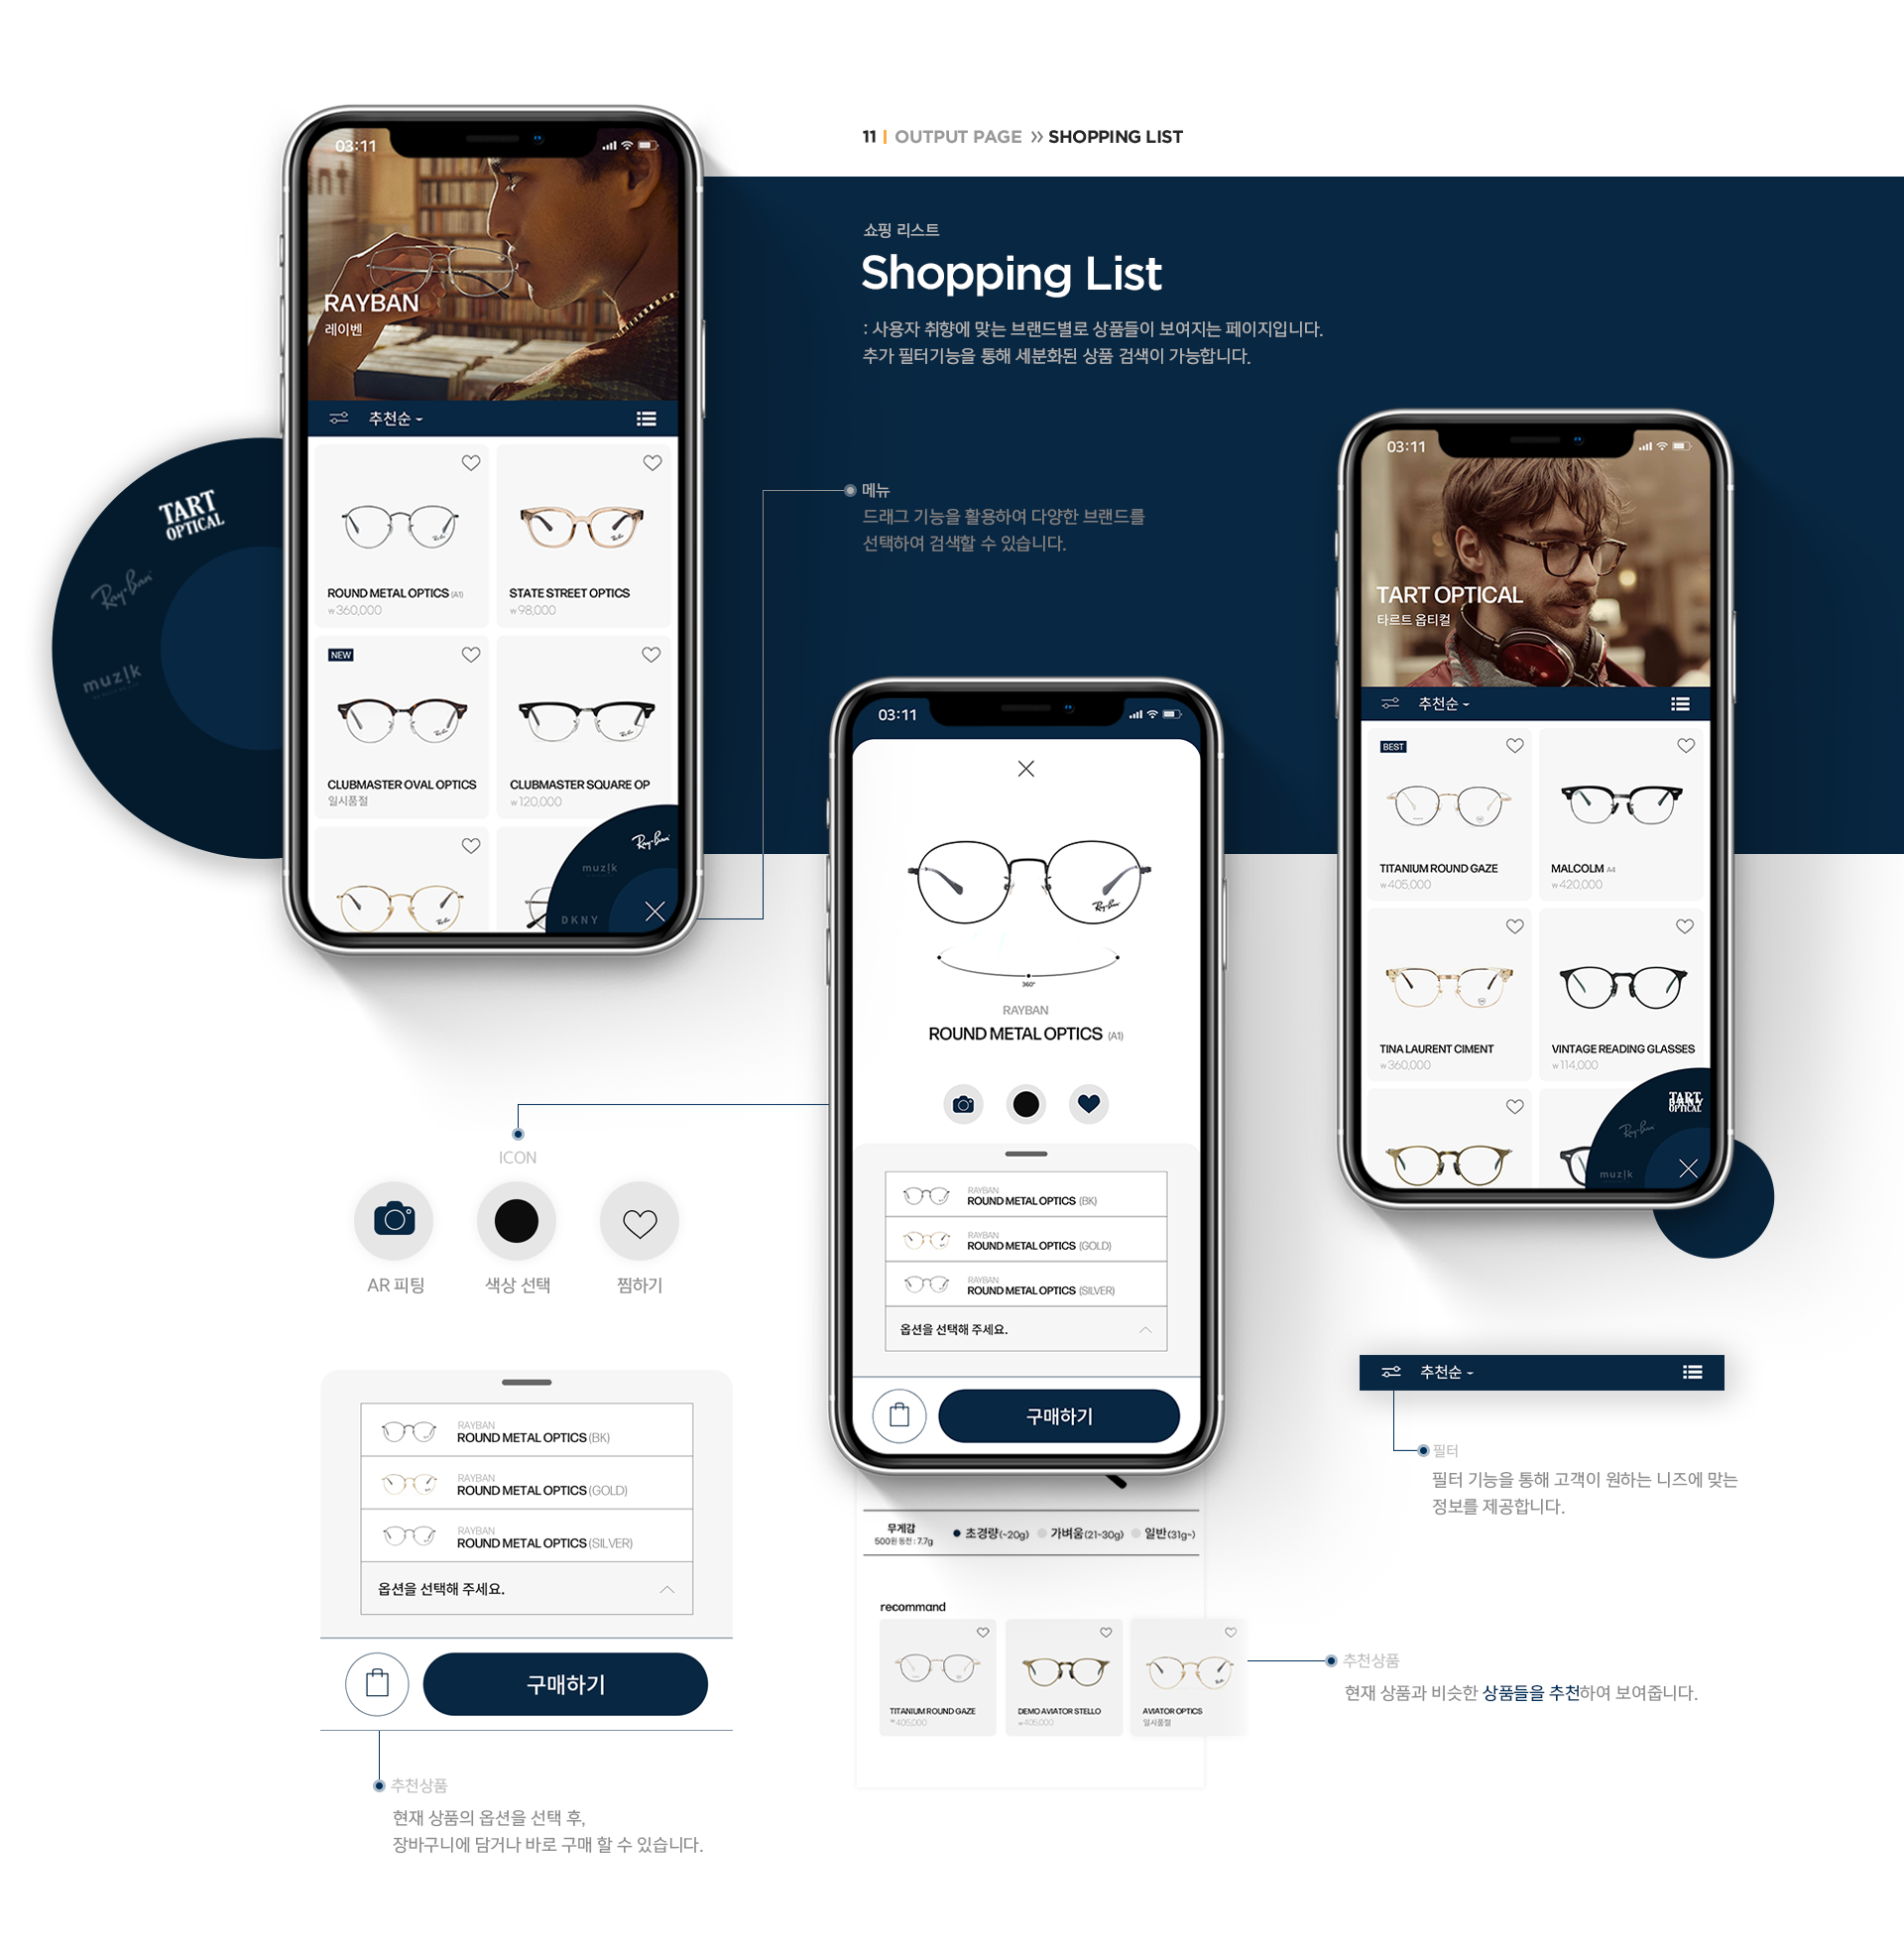 11 | OUTPUT PAGE >> SHOPPING LIST
쇼핑 리스트
Shopping List
: 사용자 취향에 맞는 브랜드별로 상품들이 보여지는 페이지입니다.
추가 필터기능을 통해 세분화된 상품 검색이 가능합니다.
03:11
RAYBAN
레이벤
추천순
ROUND METAL OPTICS (A1)
₩360,000
STATE STREET OPTICS
₩98,000
NEW
CLUBMASTER OVAL OPTICS
일시품절
CLUBMASTER SQUARE OP
₩120,000
Ray-Ban
muzik
DKNY
TART
OPTICAL
Ray-Ban
muzik
메뉴
드래그 기능을 활용하여 다양한 브랜드를
선택하여 검색할 수 있습니다.
03:11
TART OPTICAL
타르트 옵티컬
추천순
BEST
TITANIUM ROUND GAZE
₩405,000
MALCOLM A4
₩420,000
TINA LAURENT CIMENT
₩360,000
VINTAGE READING GLASSES
₩114,000
TART
OPTICAL
Ray-Ban
muzik
03:11
Ray-Ban
360°
RAYBAN
ROUND METAL OPTICS (A1)
RAYBAN
ROUND METAL OPTICS (BK)
RAYBAN
ROUND METAL OPTICS (GOLD)
RAYBAN
ROUND METAL OPTICS (SILVER)
옵션을 선택해 주세요.
구매하기
ICON
AR 피팅
색상 선택
찜하기
RAYBAN
ROUND METAL OPTICS (BK)
RAYBAN
ROUND METAL OPTICS (GOLD)
RAYBAN
ROUND METAL OPTICS (SILVER)
옵션을 선택해 주세요.
구매하기
추천상품
현재 상품의 옵션을 선택 후,
장바구니에 담거나 바로 구매 할 수 있습니다.
무게감
500원 동전 : 7.7g
초경량(~20g)
가벼움(21~30g)
일반(31g~)
recommand
TITANIUM ROUND GAZE
₩405,000
DEMO AVIATOR STELLO
₩405,000
AVIATOR OPTICS
일시품절
추천순
필터
필터 기능을 통해 고객이 원하는 니즈에 맞는
정보를 제공합니다.
추천상품
현재 상품과 비슷한 상품들을 추천하여 보여줍니다.